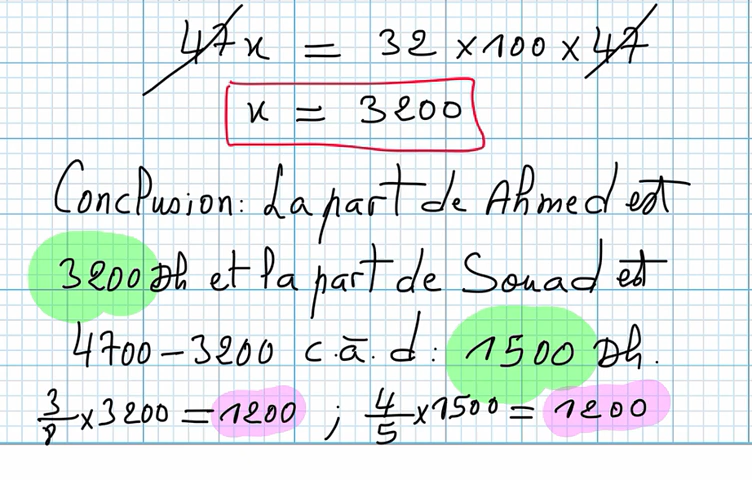 47x = 32 x 100 x 47
x = 3200
Conclusion: La part de Ahmed est
3200 Dh et la part de Souad est
4700 - 3200 c.à.d: 1500 Dh.
3/8 x 3200 = 1200 ; 4/5 x 1500 = 1200